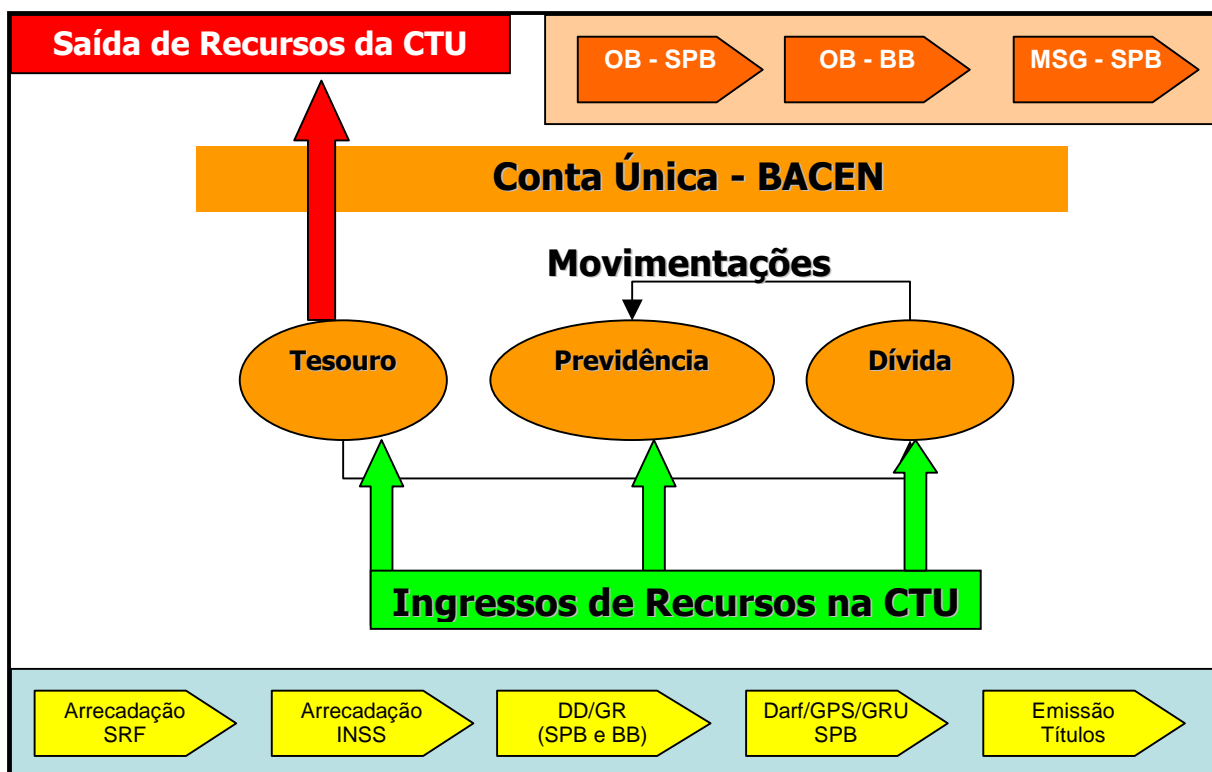 Saída de Recursos da CTU
OB - SPB
OB - BB
MSG - SPB
Conta Única - BACEN
Movimentações
Tesouro
Previdência
Dívida
Ingressos de Recursos na CTU
Arrecadação
SRF
Arrecadação
INSS
DD/GR
(SPB e BB)
Darf/GPS/GRU
SPB
Emissão
Títulos